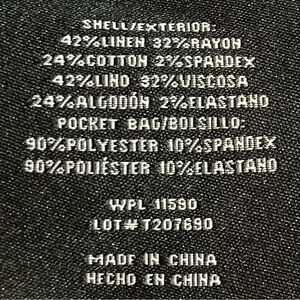 SHELL/EXTERIOR:
42%LINEN 32%RAYON
24%COTTON 2%SPANDEX
42%LINO 32%VISCOSA
24%ALGODÓN 2%ELASTANO
POCKET BAG/BOLSILLO:
90%POLYESTER 10%SPANDEX
90%POLIÉSTER 10%ELASTANO
WPL 11590
LOT# T207690
MADE IN CHINA
HECHO EN CHINA